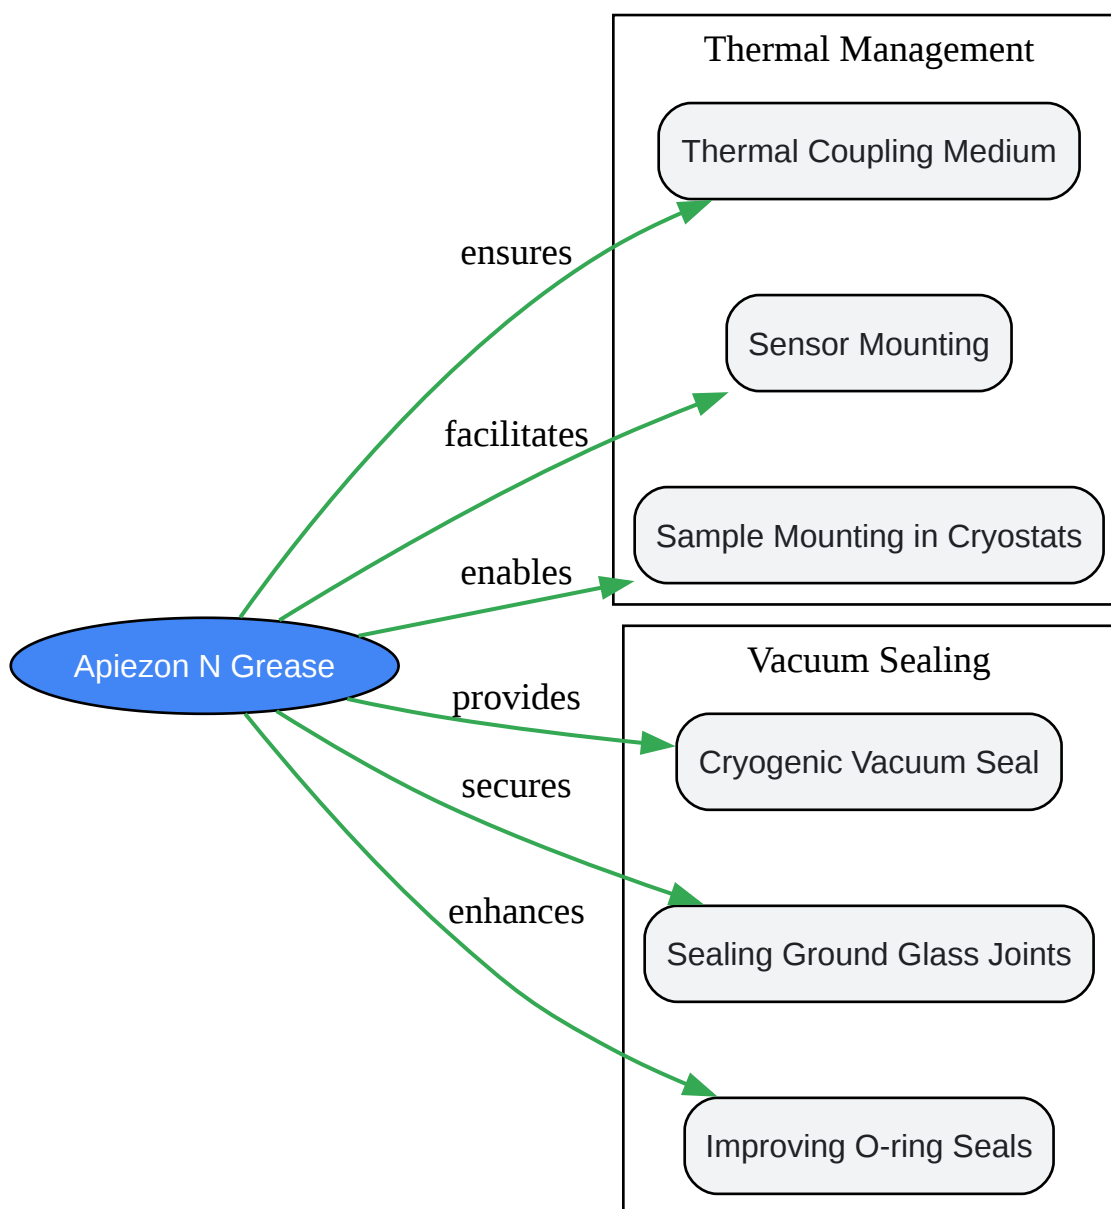 Thermal Management
Thermal Coupling Medium
ensures
Sensor Mounting
facilitates
Sample Mounting in Cryostats
enables
Apiezon N Grease
Vacuum Sealing
provides
Cryogenic Vacuum Seal
secures
enhances
Sealing Ground Glass Joints
Improving O-ring Seals